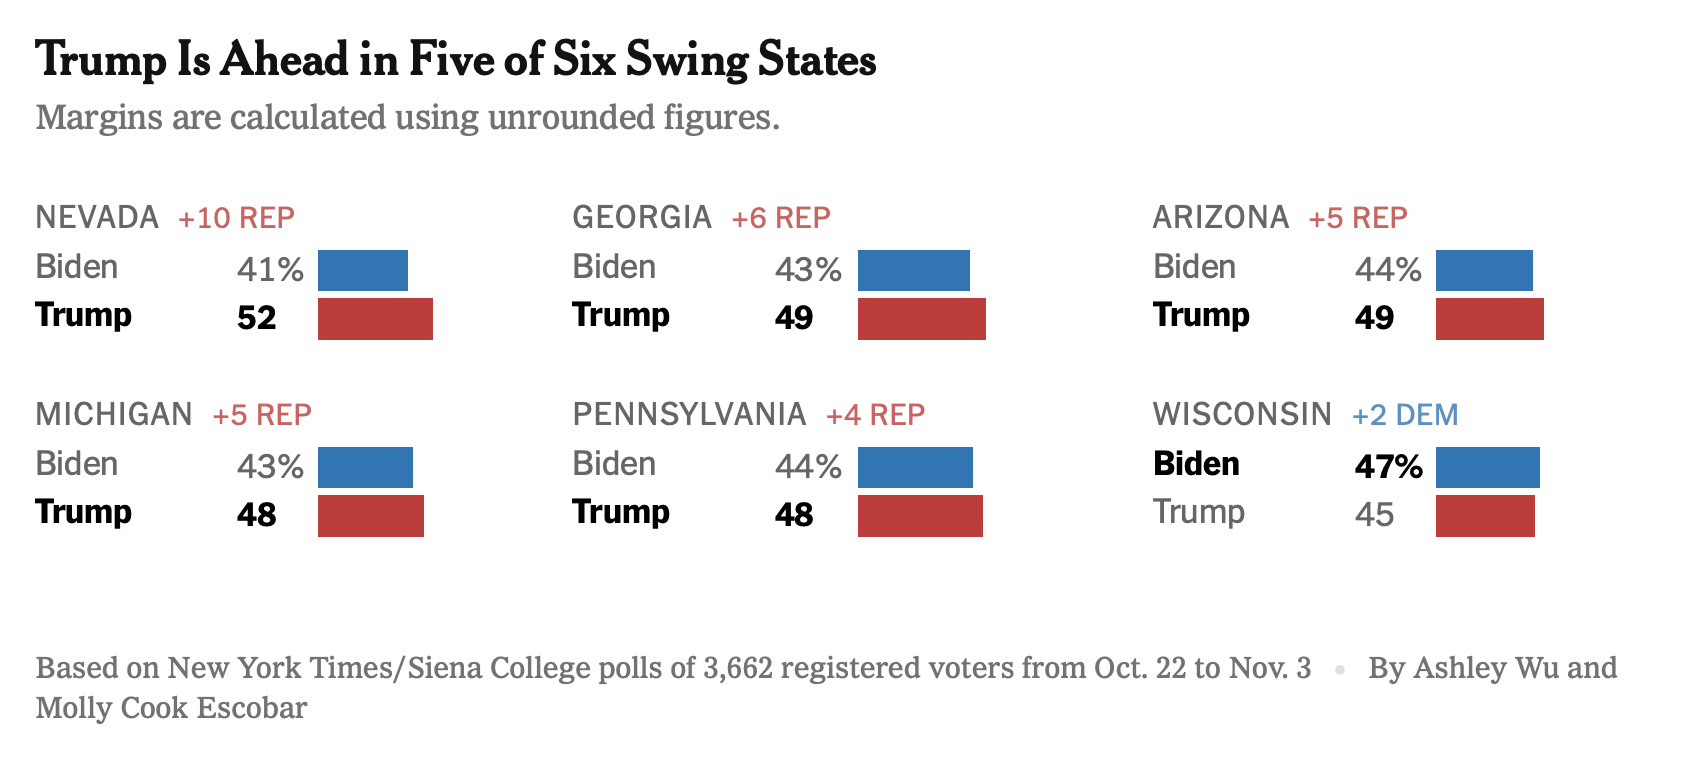 Trump Is Ahead in Five of Six Swing States
Margins are calculated using unrounded figures.
NEVADA +10 REP
Biden 41%
Trump 52
GEORGIA +6 REP
Biden 43%
Trump 49
ARIZONA +5 REP
Biden 44%
Trump 49
MICHIGAN +5 REP
Biden 43%
Trump 48
PENNSYLVANIA +4 REP
Biden 44%
Trump 48
WISCONSIN +2 DEM
Biden 47%
Trump 45
Based on New York Times/Siena College polls of 3,662 registered voters from Oct. 22 to Nov. 3 • By Ashley Wu and
Molly Cook Escobar